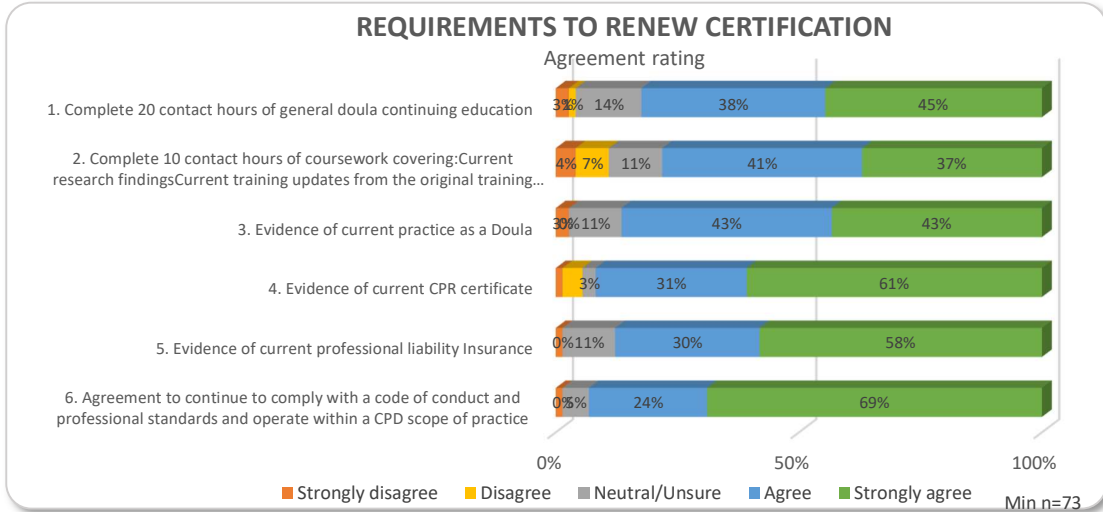 REQUIREMENTS TO RENEW CERTIFICATION
Agreement rating
1. Complete 20 contact hours of general doula continuing education
3% 1% 14% 38% 45%
2. Complete 10 contact hours of coursework covering:Current
research findingsCurrent training updates from the original training...
4% 7% 11% 41% 37%
3. Evidence of current practice as a Doula
3% 0% 11% 43% 43%
4. Evidence of current CPR certificate
3% 31% 61%
5. Evidence of current professional liability Insurance
0% 11% 30% 58%
6. Agreement to continue to comply with a code of conduct and
professional standards and operate within a CPD scope of practice
0% 5% 24% 69%
0% 50% 100%
Strongly disagree Disagree Neutral/Unsure Agree Strongly agree
Min n=73